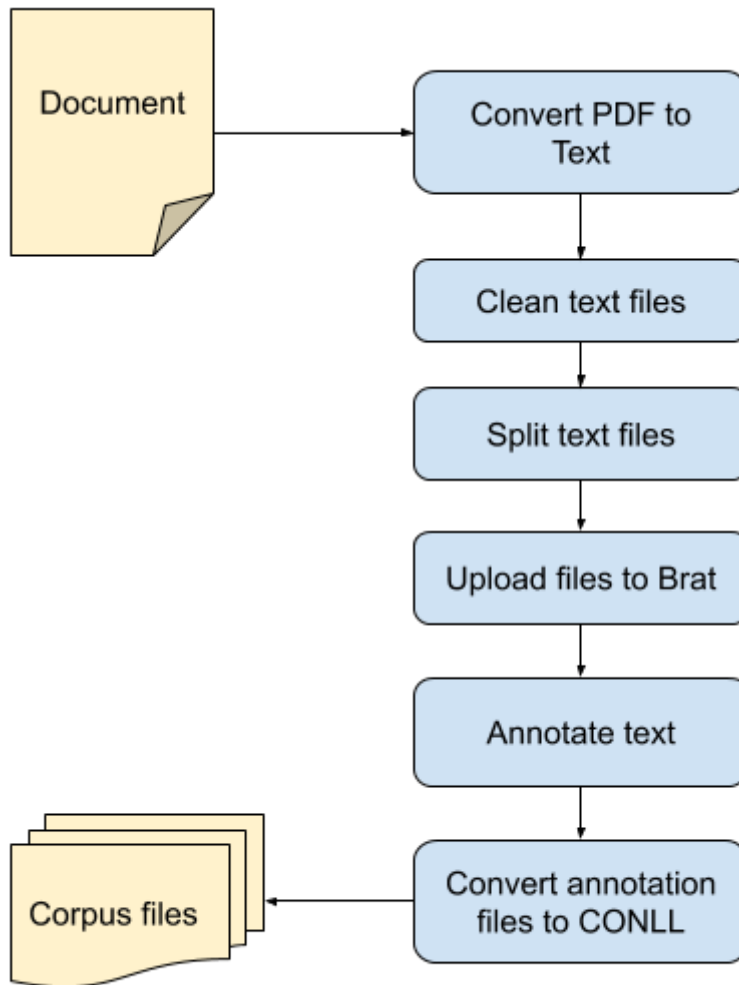 Document
Convert PDF to
Text
Clean text files
Split text files
Upload files to Brat
Annotate text
Convert annotation
files to CONLL
Corpus files